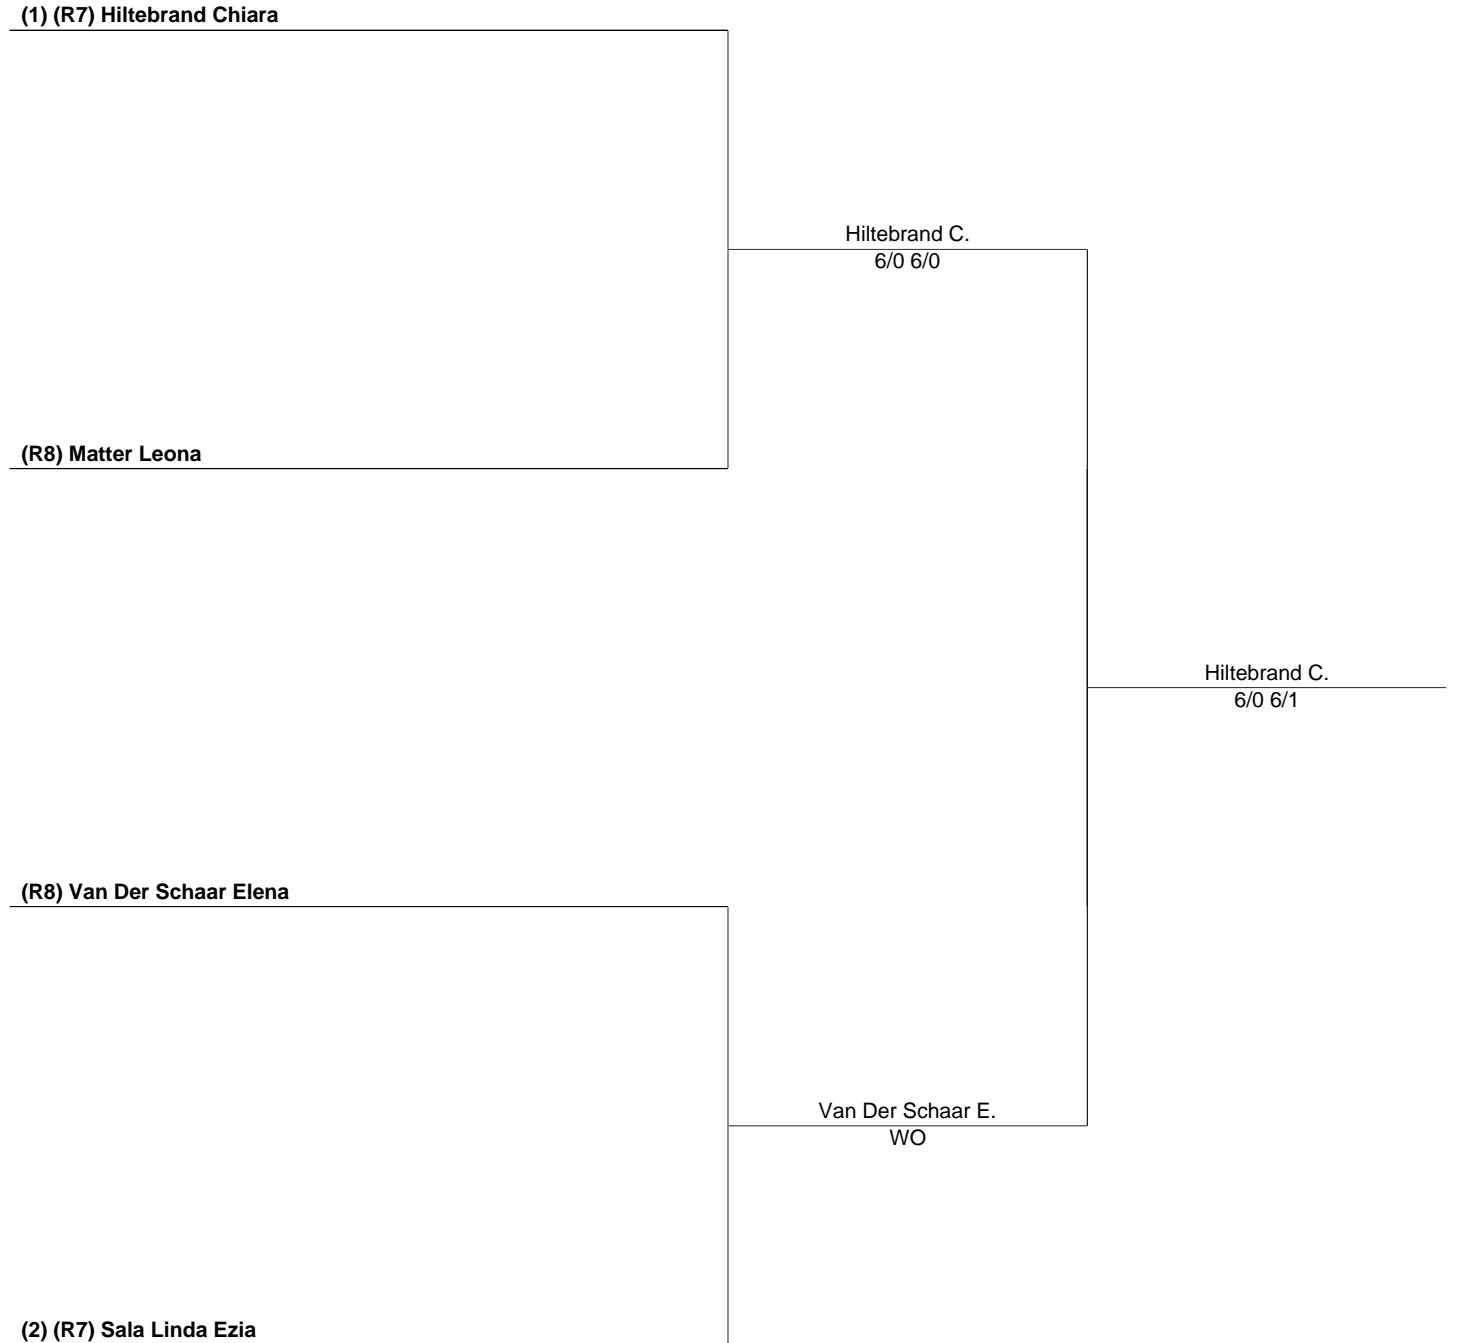 (1) (R7) Hiltebrand Chiara
Hiltebrand C.
6/0 6/0
(R8) Matter Leona
Hiltebrand C.
6/0 6/1
(R8) Van Der Schaar Elena
Van Der Schaar E.
WO
(2) (R7) Sala Linda Ezia